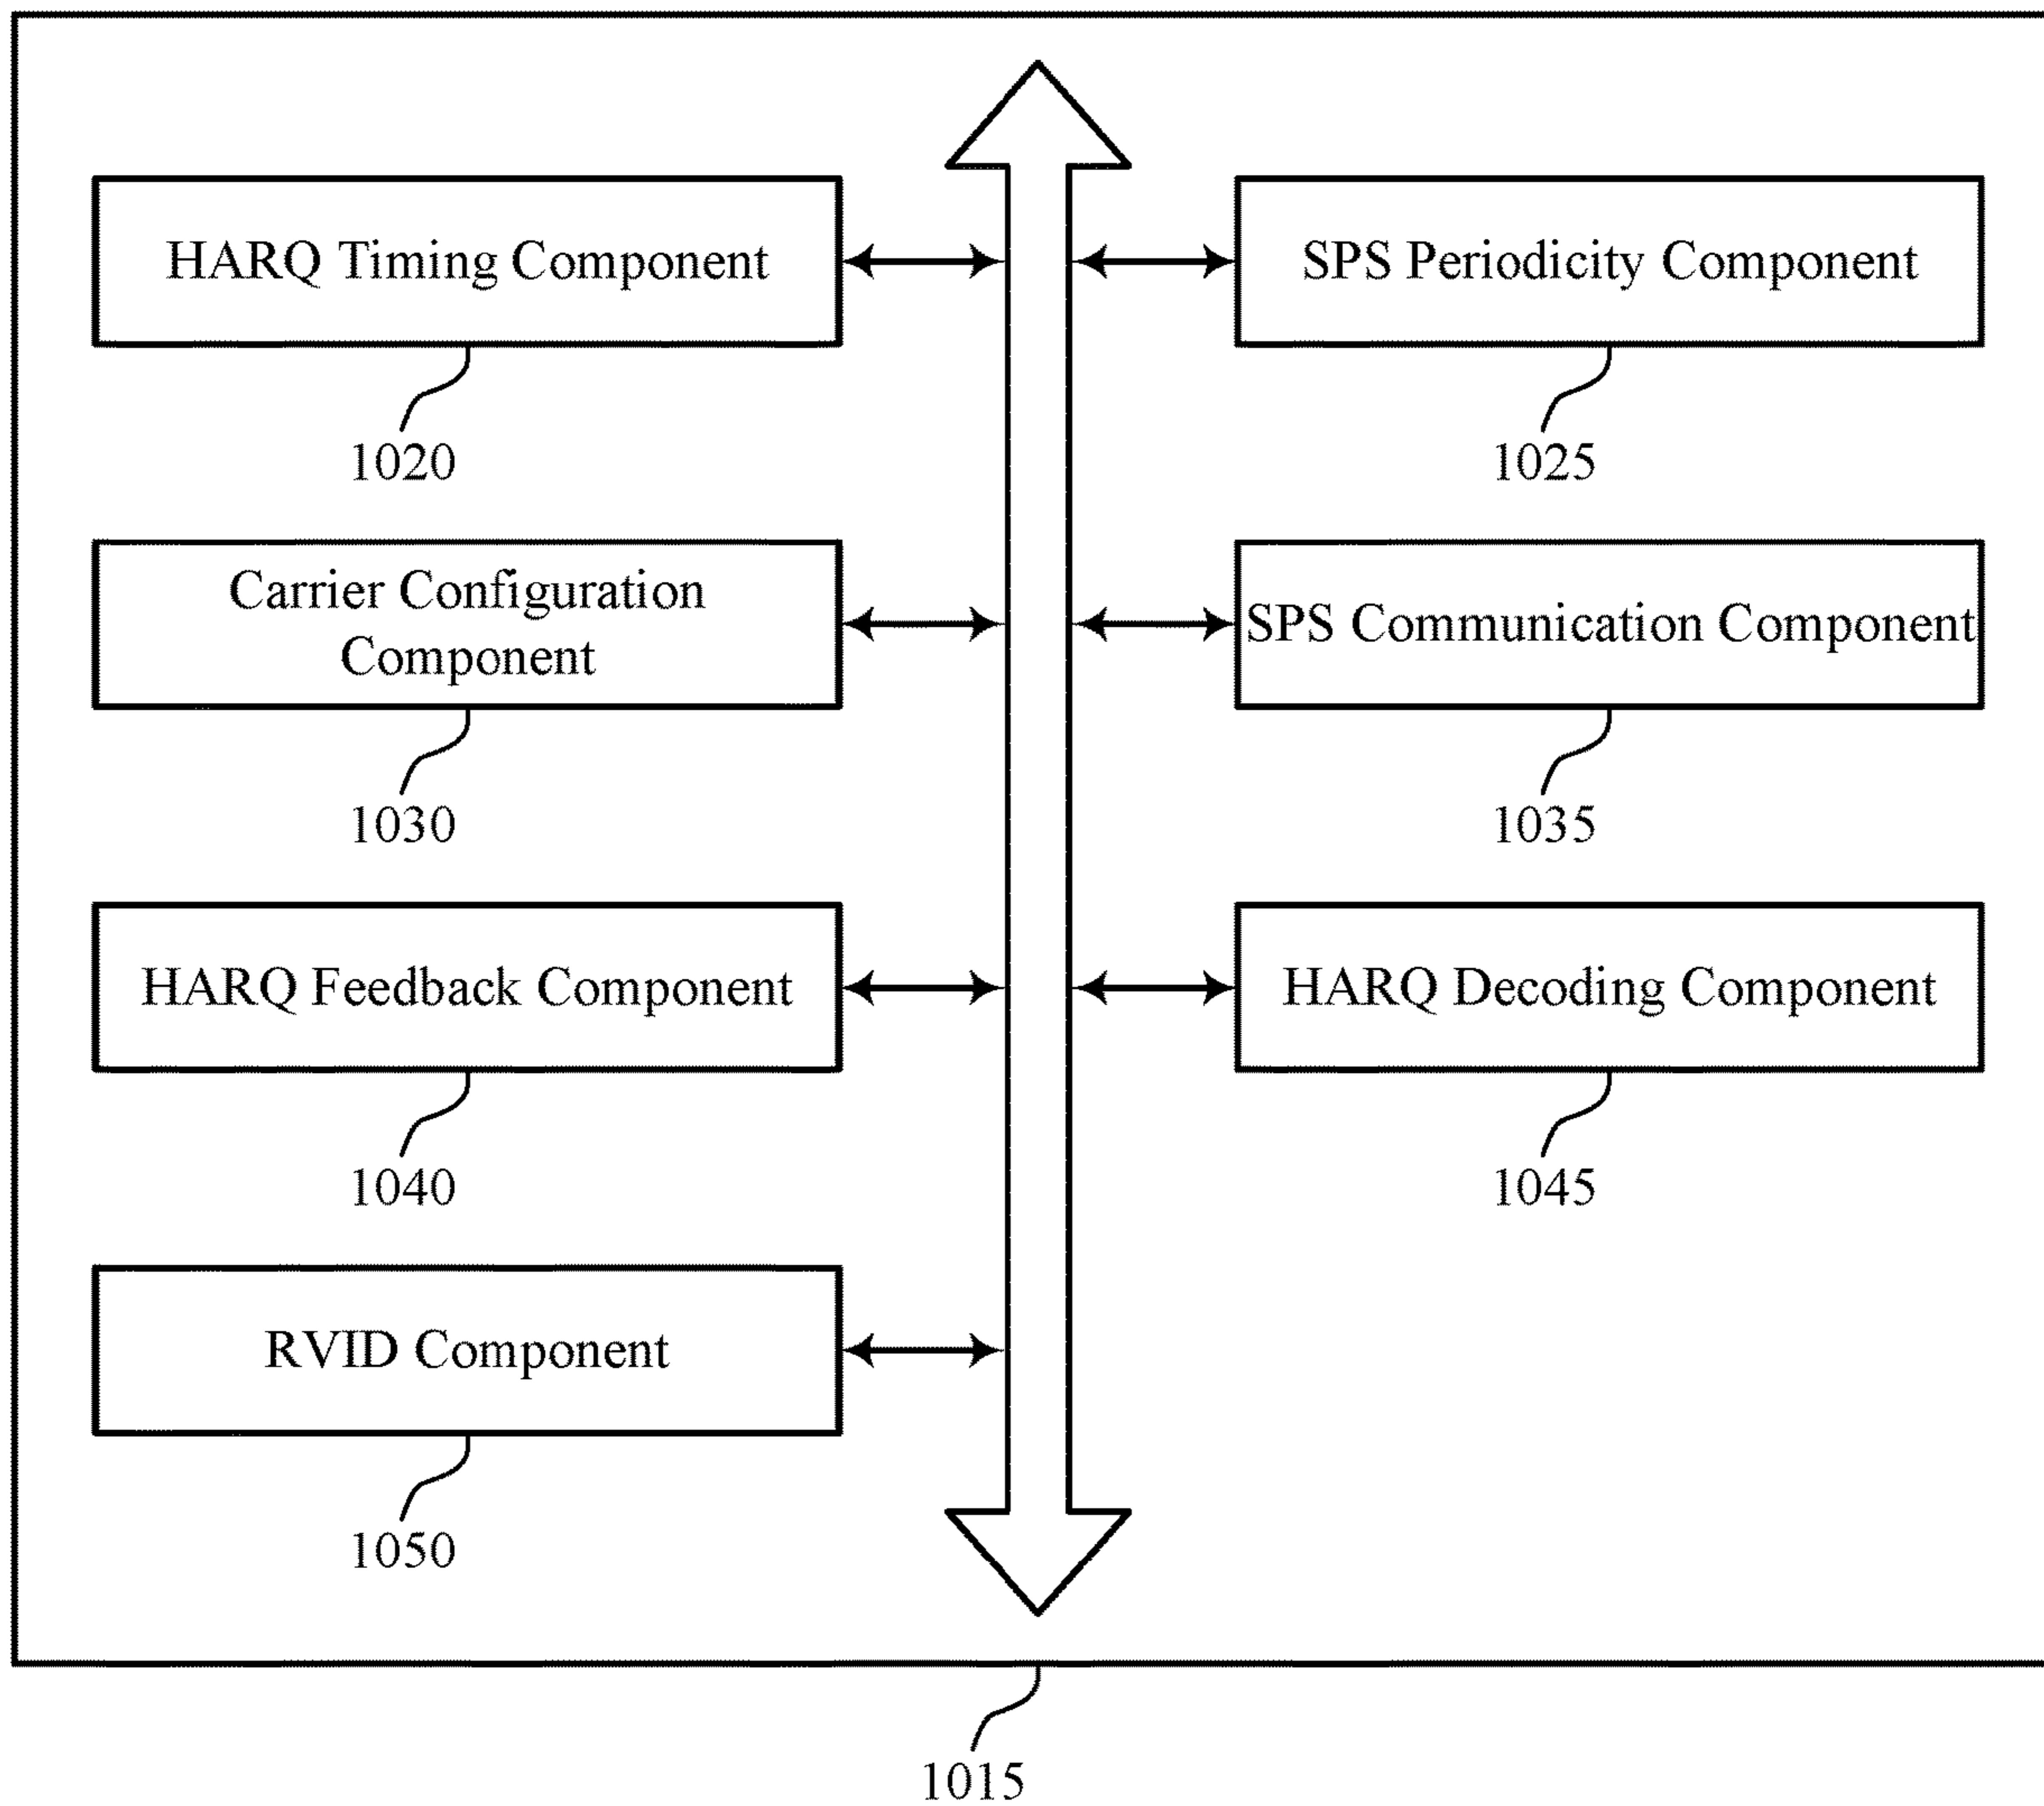 HARQ Timing Component
SPS Periodicity Component
1020
1025
Carrier Configuration
Component
SPS Communication Component
1030
1035
HARQ Feedback Component
HARQ Decoding Component
1040
1045
RVID Component
1050
1015